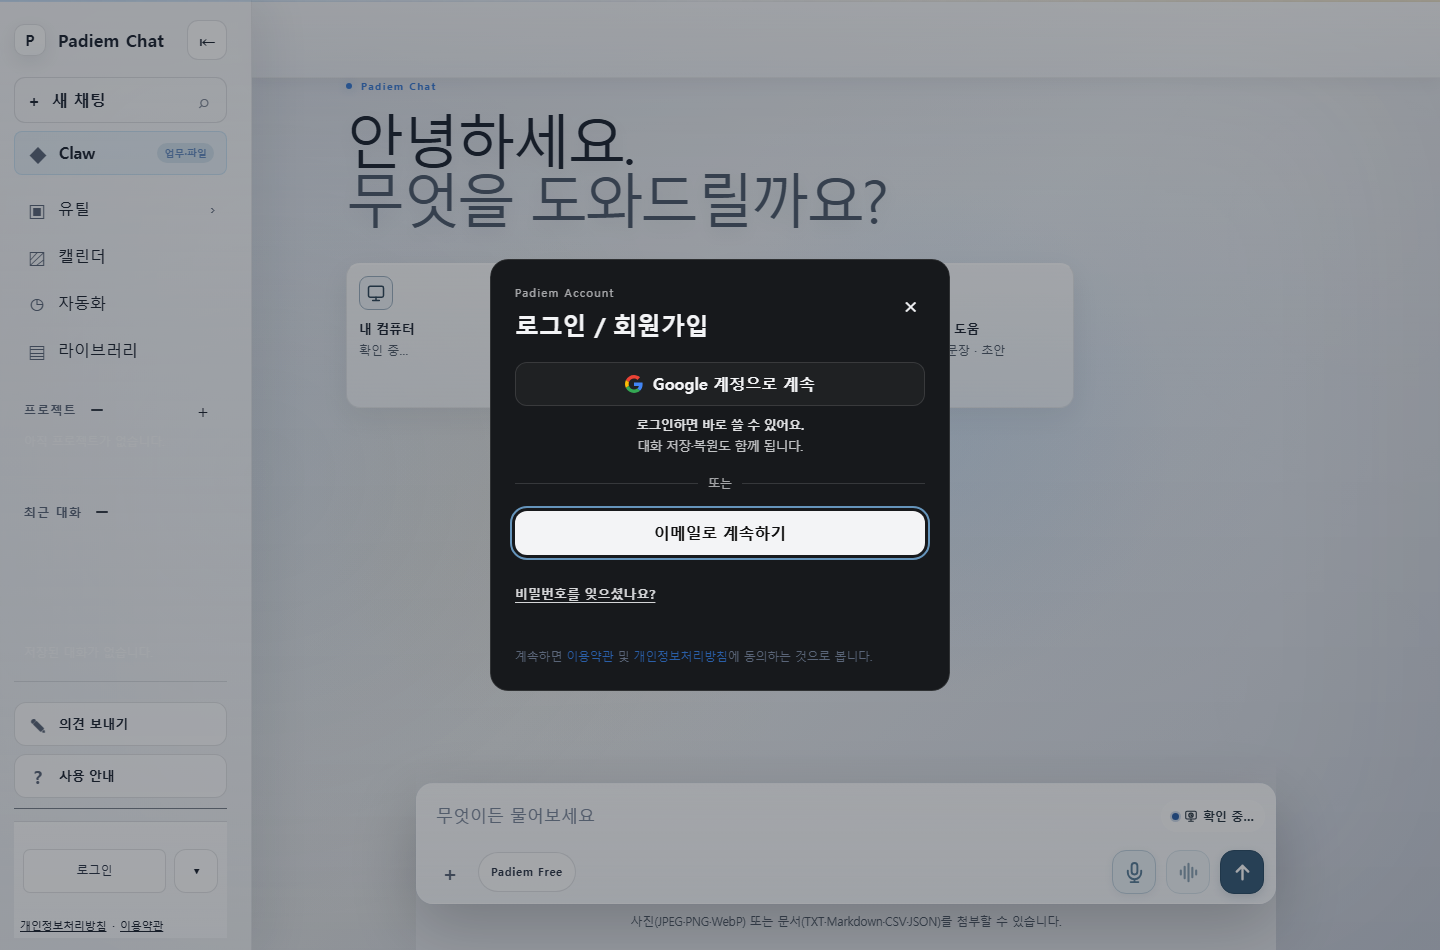 P Padiem Chat
+ 새 채팅
Claw 업무·파일
유틸
캘린더
자동화
라이브러리
프로젝트
최근 대화
의견 보내기
? 사용 안내
로그인
개인정보처리방침 · 이용약관
Padiem Chat
안녕하세요.
무엇을 도와드릴까요?
내 컴퓨터
확인 중...
도움
문장 · 초안
Padiem Account
로그인 / 회원가입
Google 계정으로 계속
로그인하면 바로 쓸 수 있어요.
대화 저장·복원도 함께 됩니다.
또는
이메일로 계속하기
비밀번호를 잊으셨나요?
계속하면 이용약관 및 개인정보처리방침에 동의하는 것으로 봅니다.
무엇이든 물어보세요
확인 중...
+ Padiem Free
사진(JPEG·PNG·WebP) 또는 문서(TXT·Markdown·CSV·JSON)를 첨부할 수 있습니다.